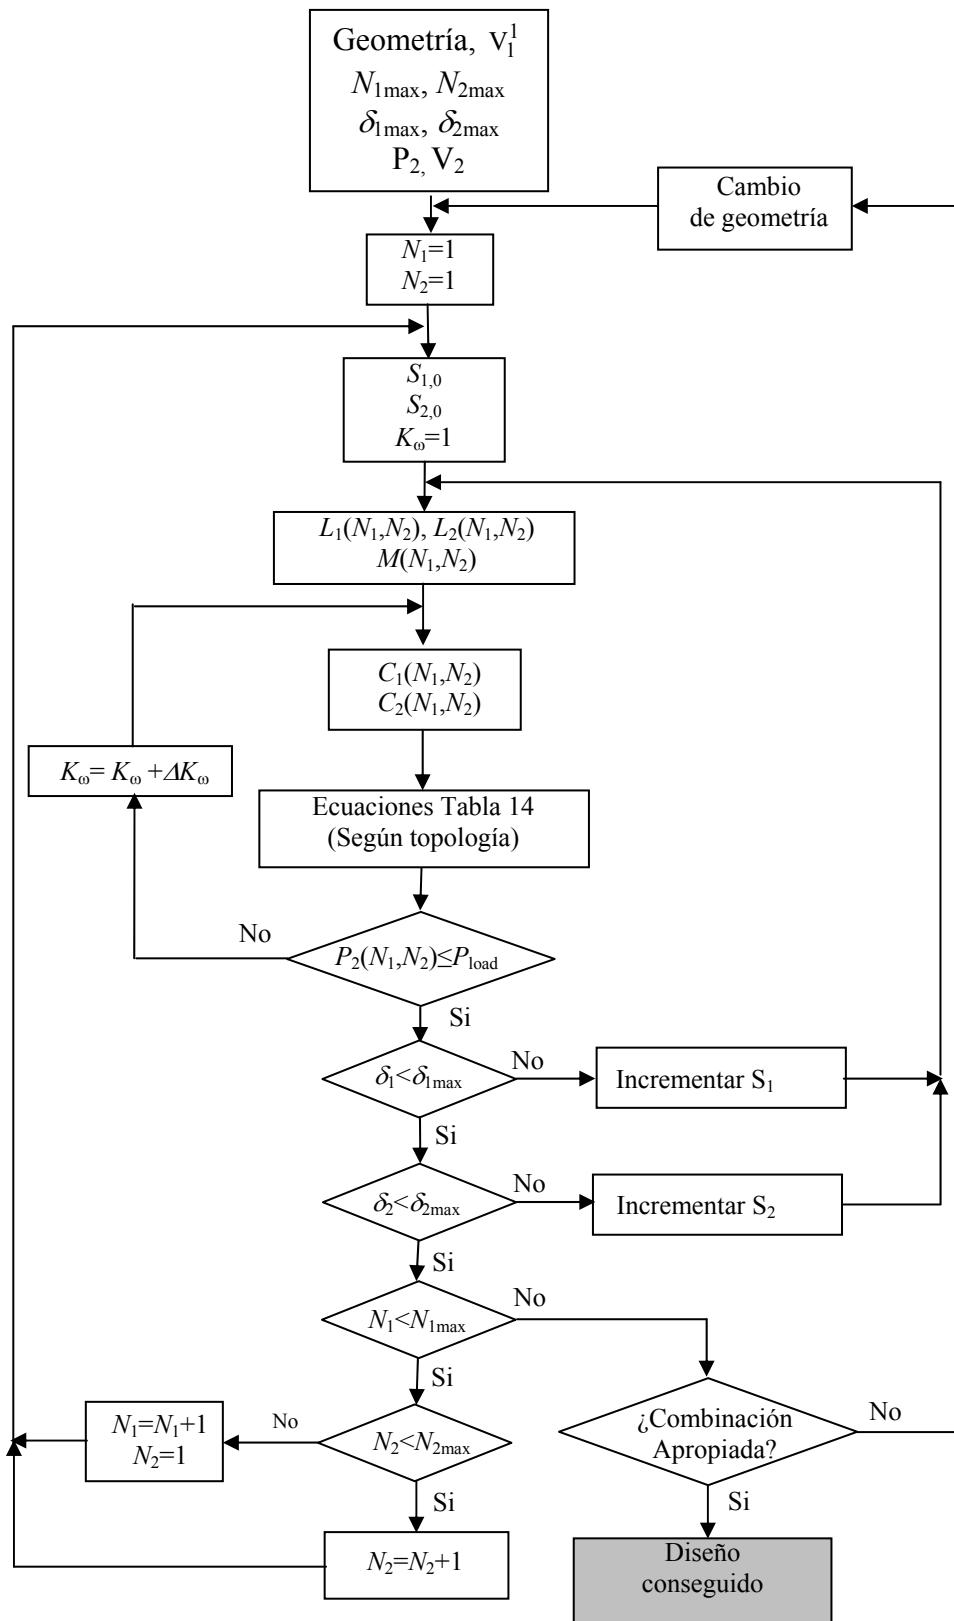 Geometría, V₁¹
N₁max, N₂max
δ₁max, δ₂max
P₂, V₂
Cambio
de geometría
N₁=1
N₂=1
S₁,₀
S₂,₀
Kω=1
L₁(N₁,N₂), L₂(N₁,N₂)
M(N₁,N₂)
C₁(N₁,N₂)
C₂(N₁,N₂)
Kω= Kω +ΔKω
Ecuaciones Tabla 14
(Según topología)
No
P₂(N₁,N₂)≤Pload
Si
δ₁<δ₁max
No
Incrementar S₁
Si
δ₂<δ₂max
No
Incrementar S₂
Si
N₁<N₁max
No
Si
N₁=N₁+1
N₂=1
No
N₂<N₂max
¿Combinación
Apropiada?
No
Si
Si
N₂=N₂+1
Diseño
conseguido